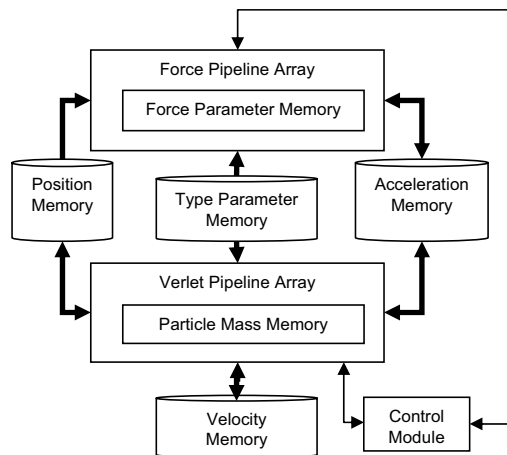 Force Pipeline Array
Force Parameter Memory
Position
Memory
Type Parameter
Memory
Acceleration
Memory
Verlet Pipeline Array
Particle Mass Memory
Velocity
Memory
Control
Module